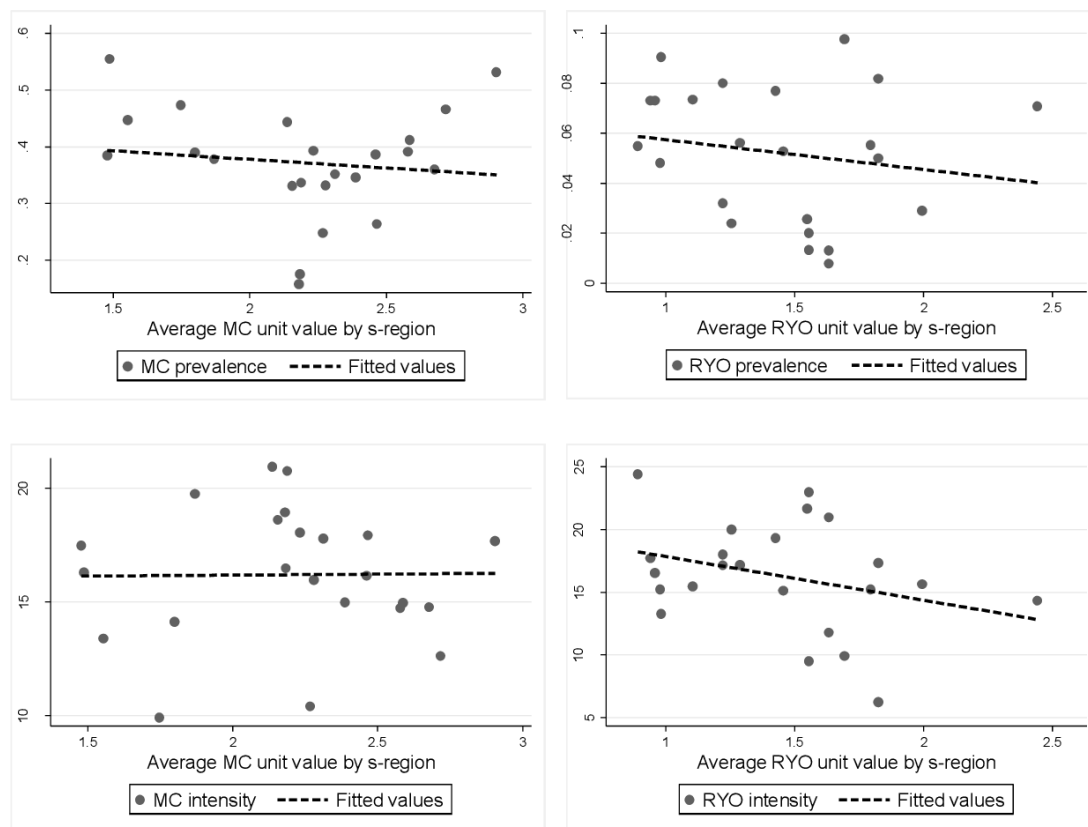 .6
.5
.4
.3
.2
1.5 2 2.5 3
Average MC unit value by s-region
MC prevalence Fitted values
.1
.08
.06
.04
.02
0
1 1.5 2 2.5
Average RYO unit value by s-region
RYO prevalence Fitted values
20
15
10
1.5 2 2.5 3
Average MC unit value by s-region
MC intensity Fitted values
25
20
15
10
5
1 1.5 2 2.5
Average RYO unit value by s-region
RYO intensity Fitted values